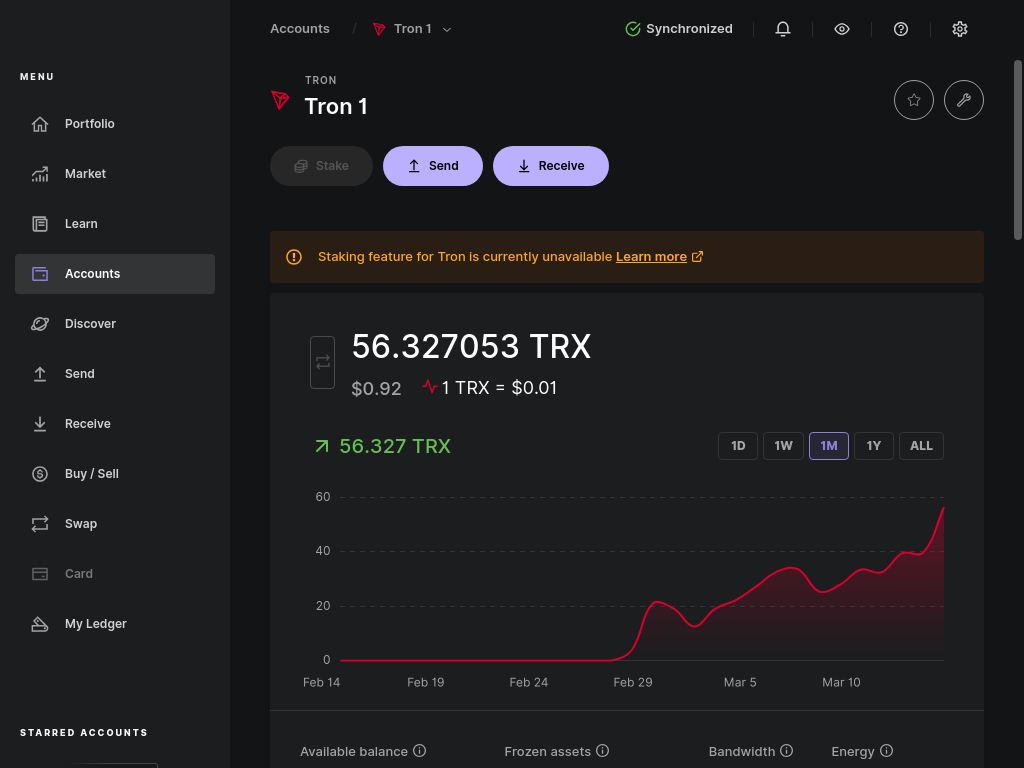 Accounts / Tron 1
Synchronized
MENU
Portfolio
Market
Learn
Accounts
Discover
Send
Receive
Buy / Sell
Swap
Card
My Ledger
STARRED ACCOUNTS
TRON
Tron 1
Stake
Send
Receive
Staking feature for Tron is currently unavailable Learn more
56.327053 TRX
$0.92 1 TRX = $0.01
56.327 TRX
1D 1W 1M 1Y ALL
60
40
20
0
Feb 14 Feb 19 Feb 24 Feb 29 Mar 5 Mar 10
Available balance Frozen assets Bandwidth Energy